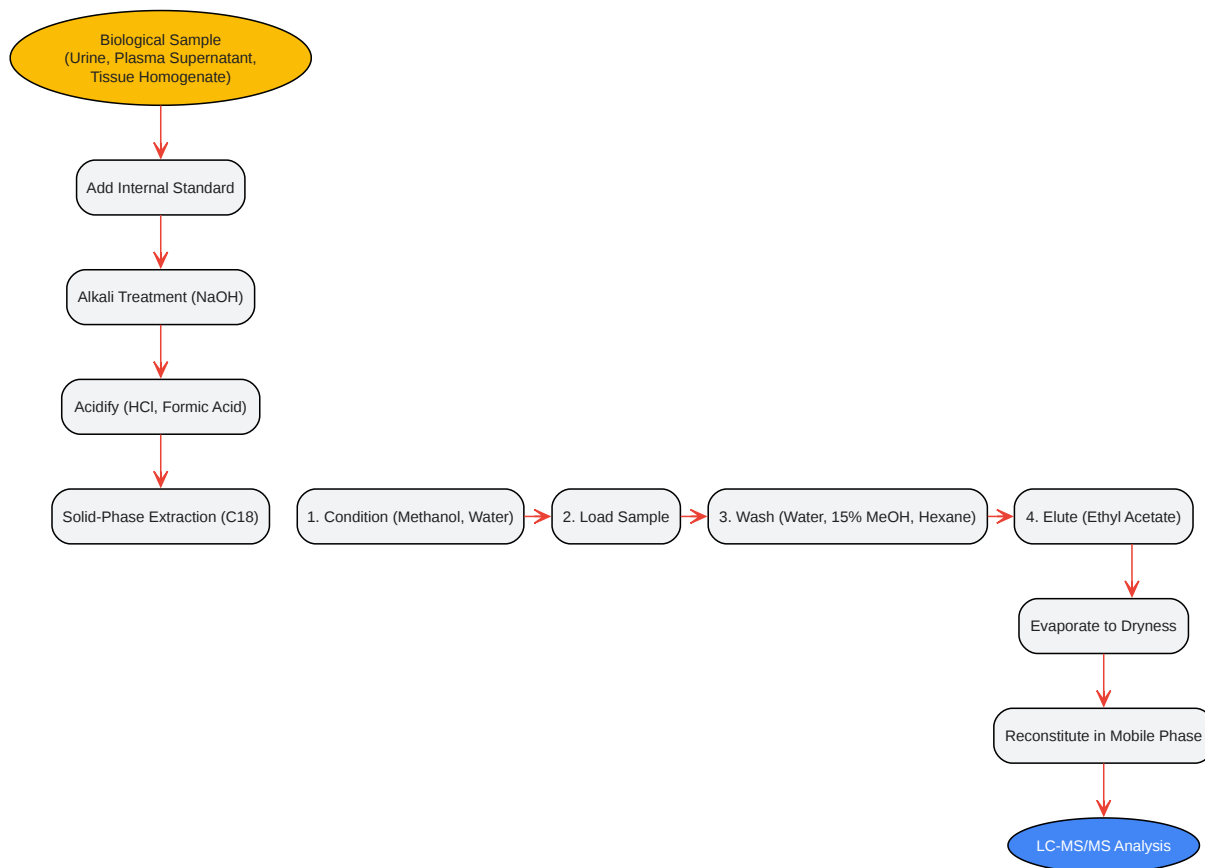 Biological Sample
(Urine, Plasma Supernatant,
Tissue Homogenate)
Add Internal Standard
Alkali Treatment (NaOH)
Acidify (HCl, Formic Acid)
Solid-Phase Extraction (C18)
1. Condition (Methanol, Water)
2. Load Sample
3. Wash (Water, 15% MeOH, Hexane)
4. Elute (Ethyl Acetate)
Evaporate to Dryness
Reconstitute in Mobile Phase
LC-MS/MS Analysis